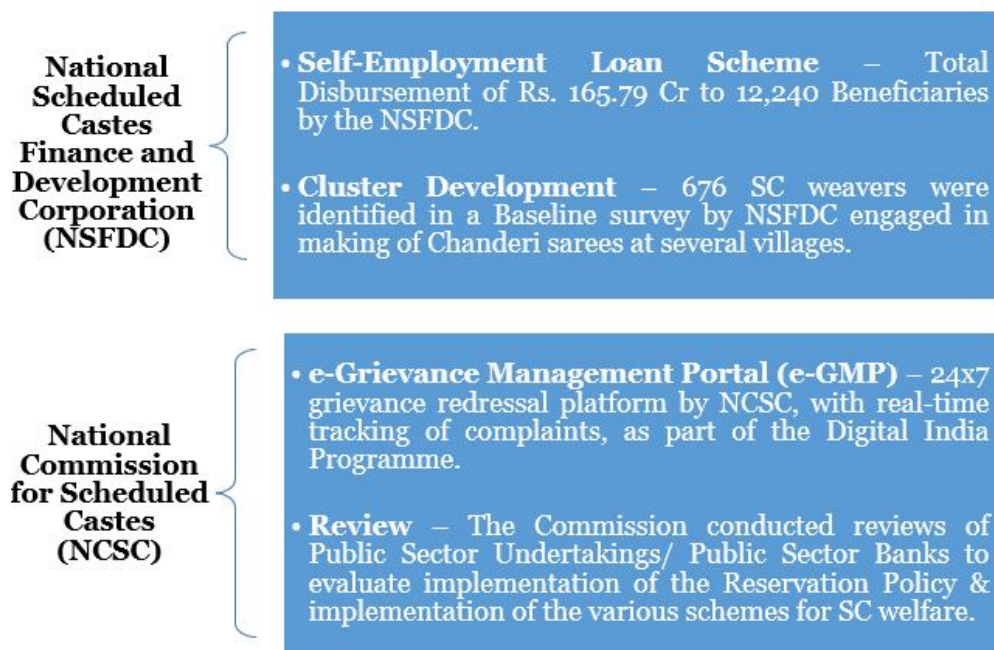 National
Scheduled
Castes
Finance and
Development
Corporation
(NSFDC)
• Self-Employment Loan Scheme – Total
Disbursement of Rs. 165.79 Cr to 12,240 Beneficiaries
by the NSFDC.
• Cluster Development – 676 SC weavers were
identified in a Baseline survey by NSFDC engaged in
making of Chanderi sarees at several villages.
National
Commission
for Scheduled
Castes
(NCSC)
• e-Grievance Management Portal (e-GMP) – 24x7
grievance redressal platform by NCSC, with real-time
tracking of complaints, as part of the Digital India
Programme.
• Review – The Commission conducted reviews of
Public Sector Undertakings/ Public Sector Banks to
evaluate implementation of the Reservation Policy &
implementation of the various schemes for SC welfare.